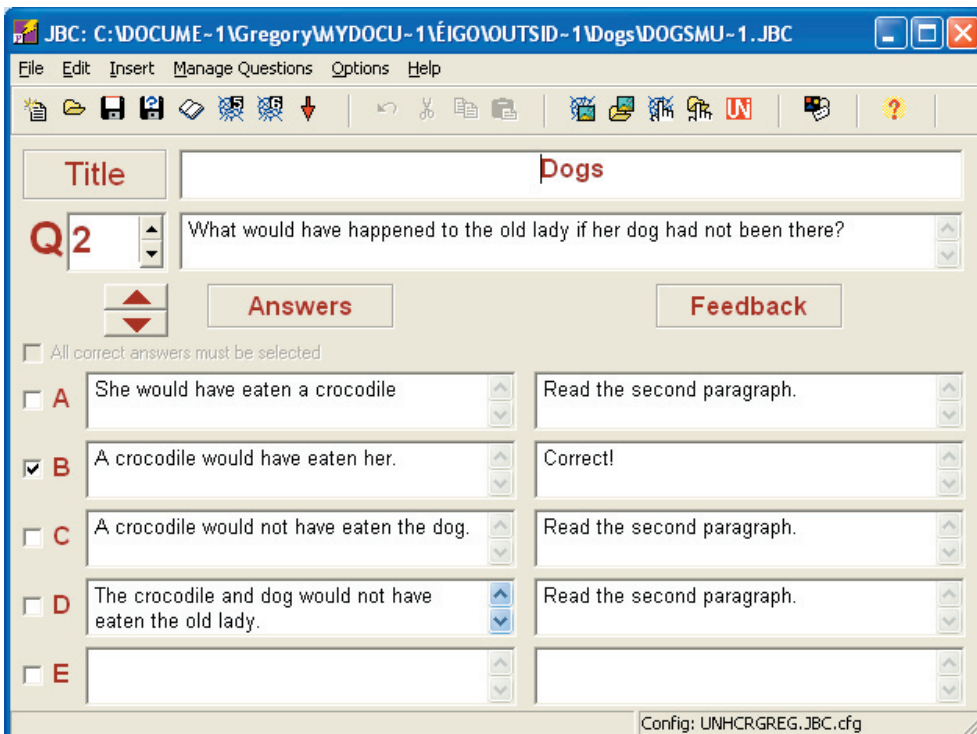 JBC: C:\DOCUME~1\Gregory\MYDOCU~1\ÉIGO\OUTSID~1\Dogs\DOGSMU~1.JBC
File Edit Insert Manage Questions Options Help
5 6 UN ?
Title Dogs
Q 2 What would have happened to the old lady if her dog had not been there?
Answers Feedback
All correct answers must be selected
A She would have eaten a crocodile Read the second paragraph.
B A crocodile would have eaten her. Correct!
C A crocodile would not have eaten the dog. Read the second paragraph.
D The crocodile and dog would not have Read the second paragraph.
eaten the old lady.
E
Config: UNHCRGREG.JBC.cfg